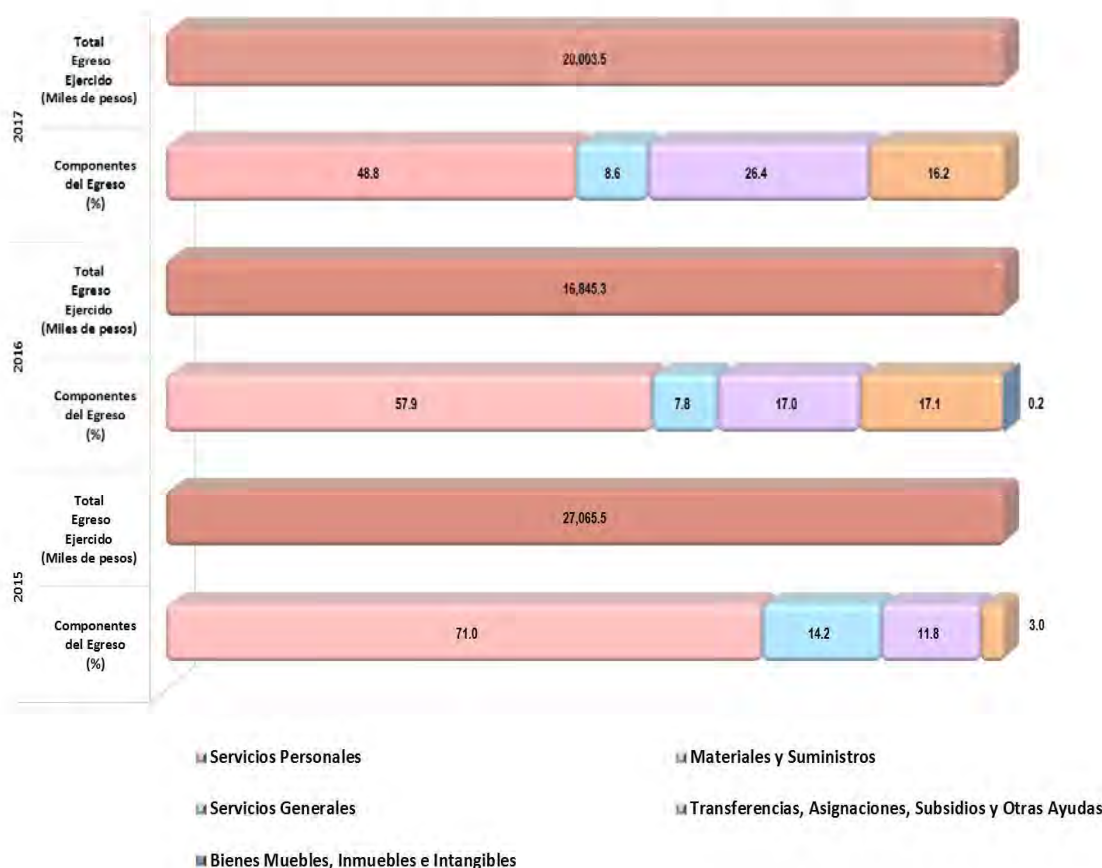 2017
Total
Egreso
Ejercido
(Miles de pesos)
20,003.5
Componentes
del Egreso
(%)
48.8 8.6 26.4 16.2
2016
Total
Egreso
Ejercido
(Miles de pesos)
16,845.3
Componentes
del Egreso
(%)
57.9 7.8 17.0 17.1 0.2
2015
Total
Egreso
Ejercido
(Miles de pesos)
27,065.5
Componentes
del Egreso
(%)
71.0 14.2 11.8 3.0
Servicios Personales Materiales y Suministros
Servicios Generales Transferencias, Asignaciones, Subsidios y Otras Ayudas
Bienes Muebles, Inmuebles e Intangibles